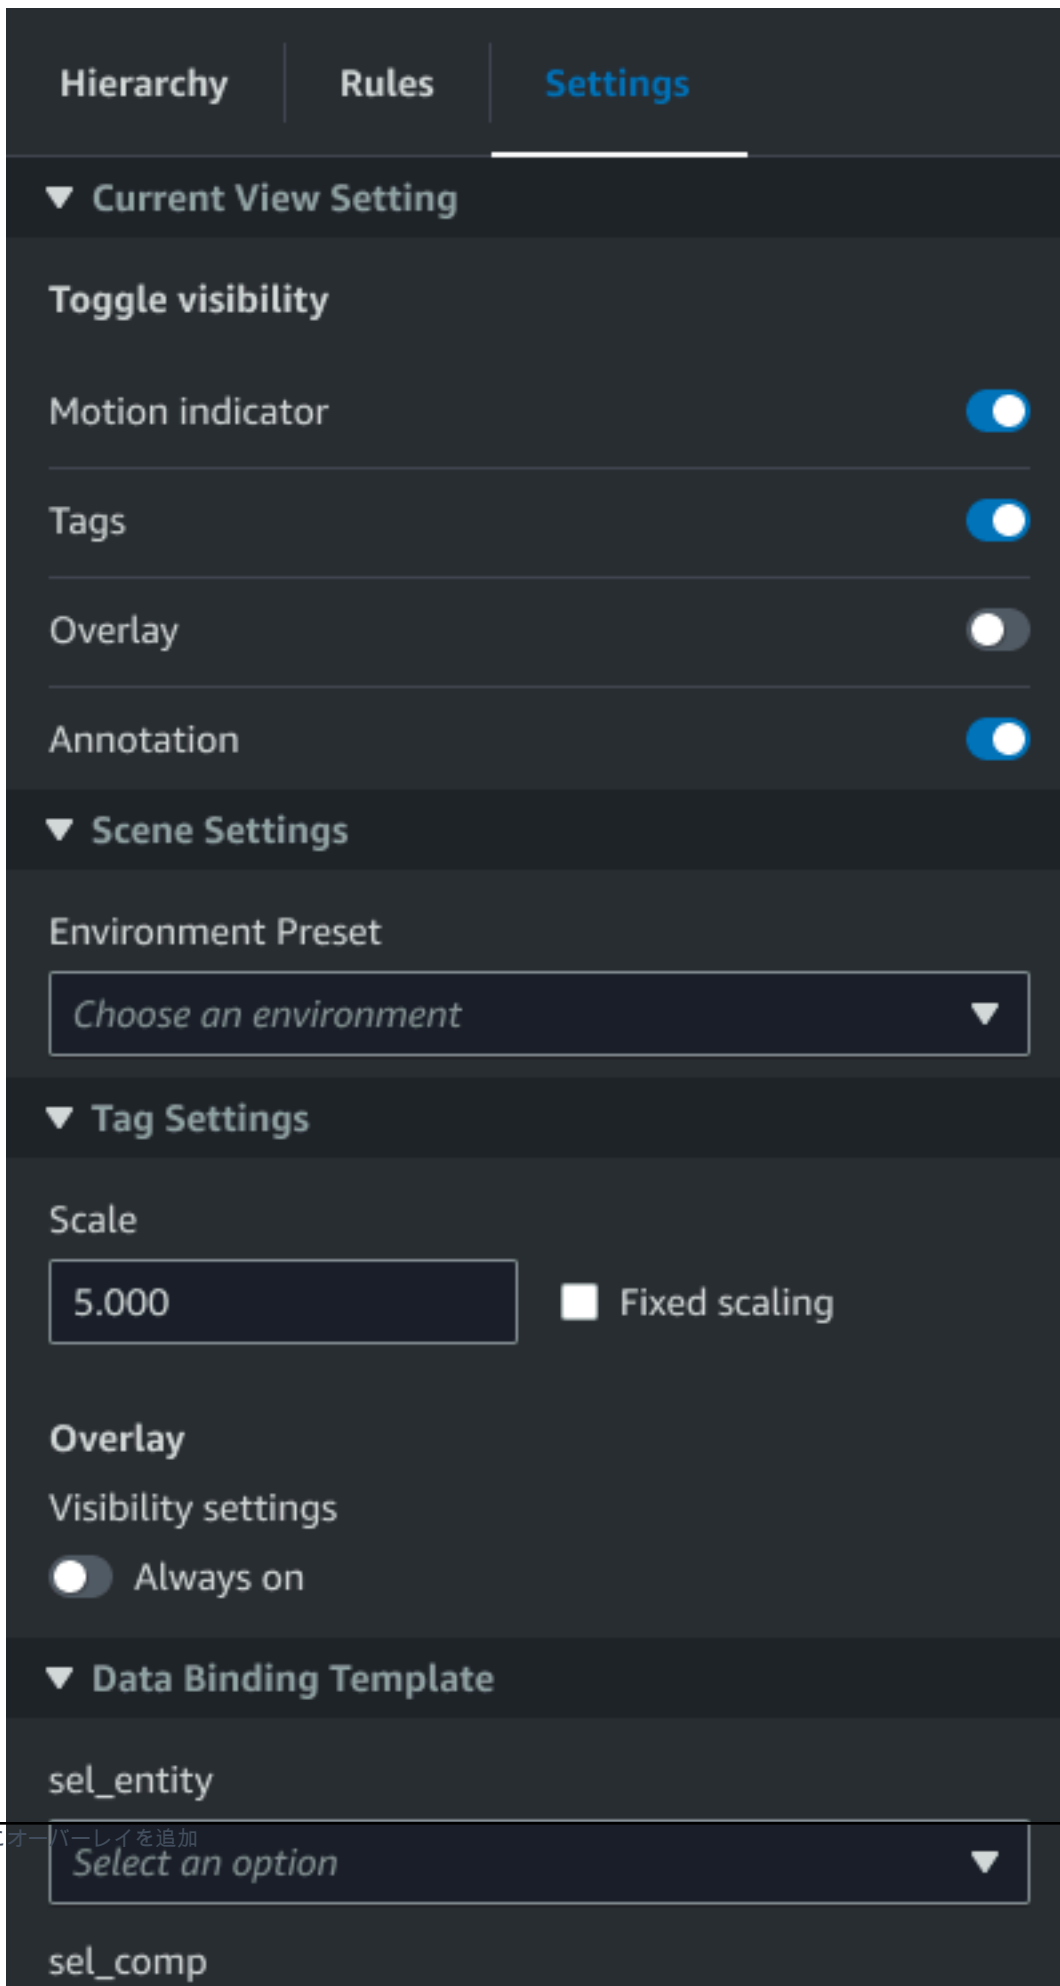 Hierarchy Rules Settings
Current View Setting
Toggle visibility
Motion indicator
Tags
Overlay
Annotation
Scene Settings
Environment Preset
Choose an environment
Tag Settings
Scale
5.000 Fixed scaling
Overlay
Visibility settings
Always on
Data Binding Template
sel_entity
にオーバーレイを追加
Select an option
sel_comp